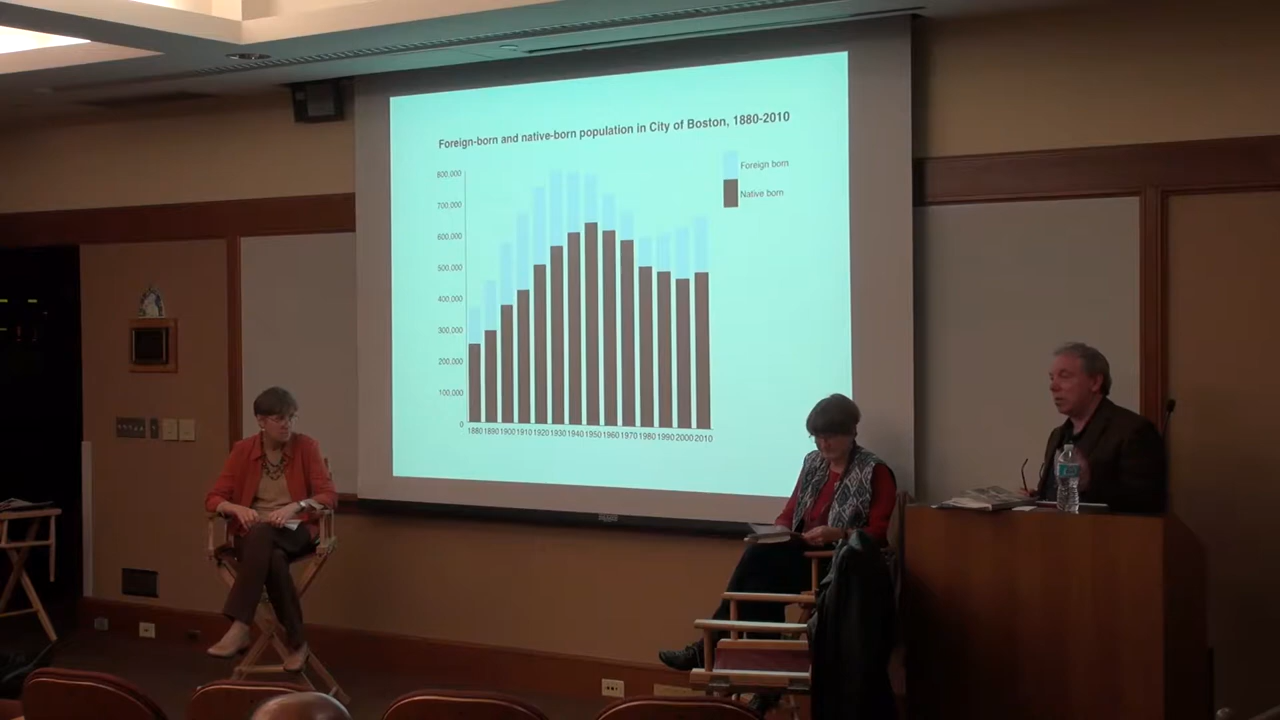 Foreign-born and native-born population in City of Boston, 1880-2010
Foreign born
Native born
800,000
700,000
600,000
500,000
400,000
300,000
200,000
100,000
0
1880 1890 1900 1910 1920 1930 1940 1950 1960 1970 1980 1990 2000 2010